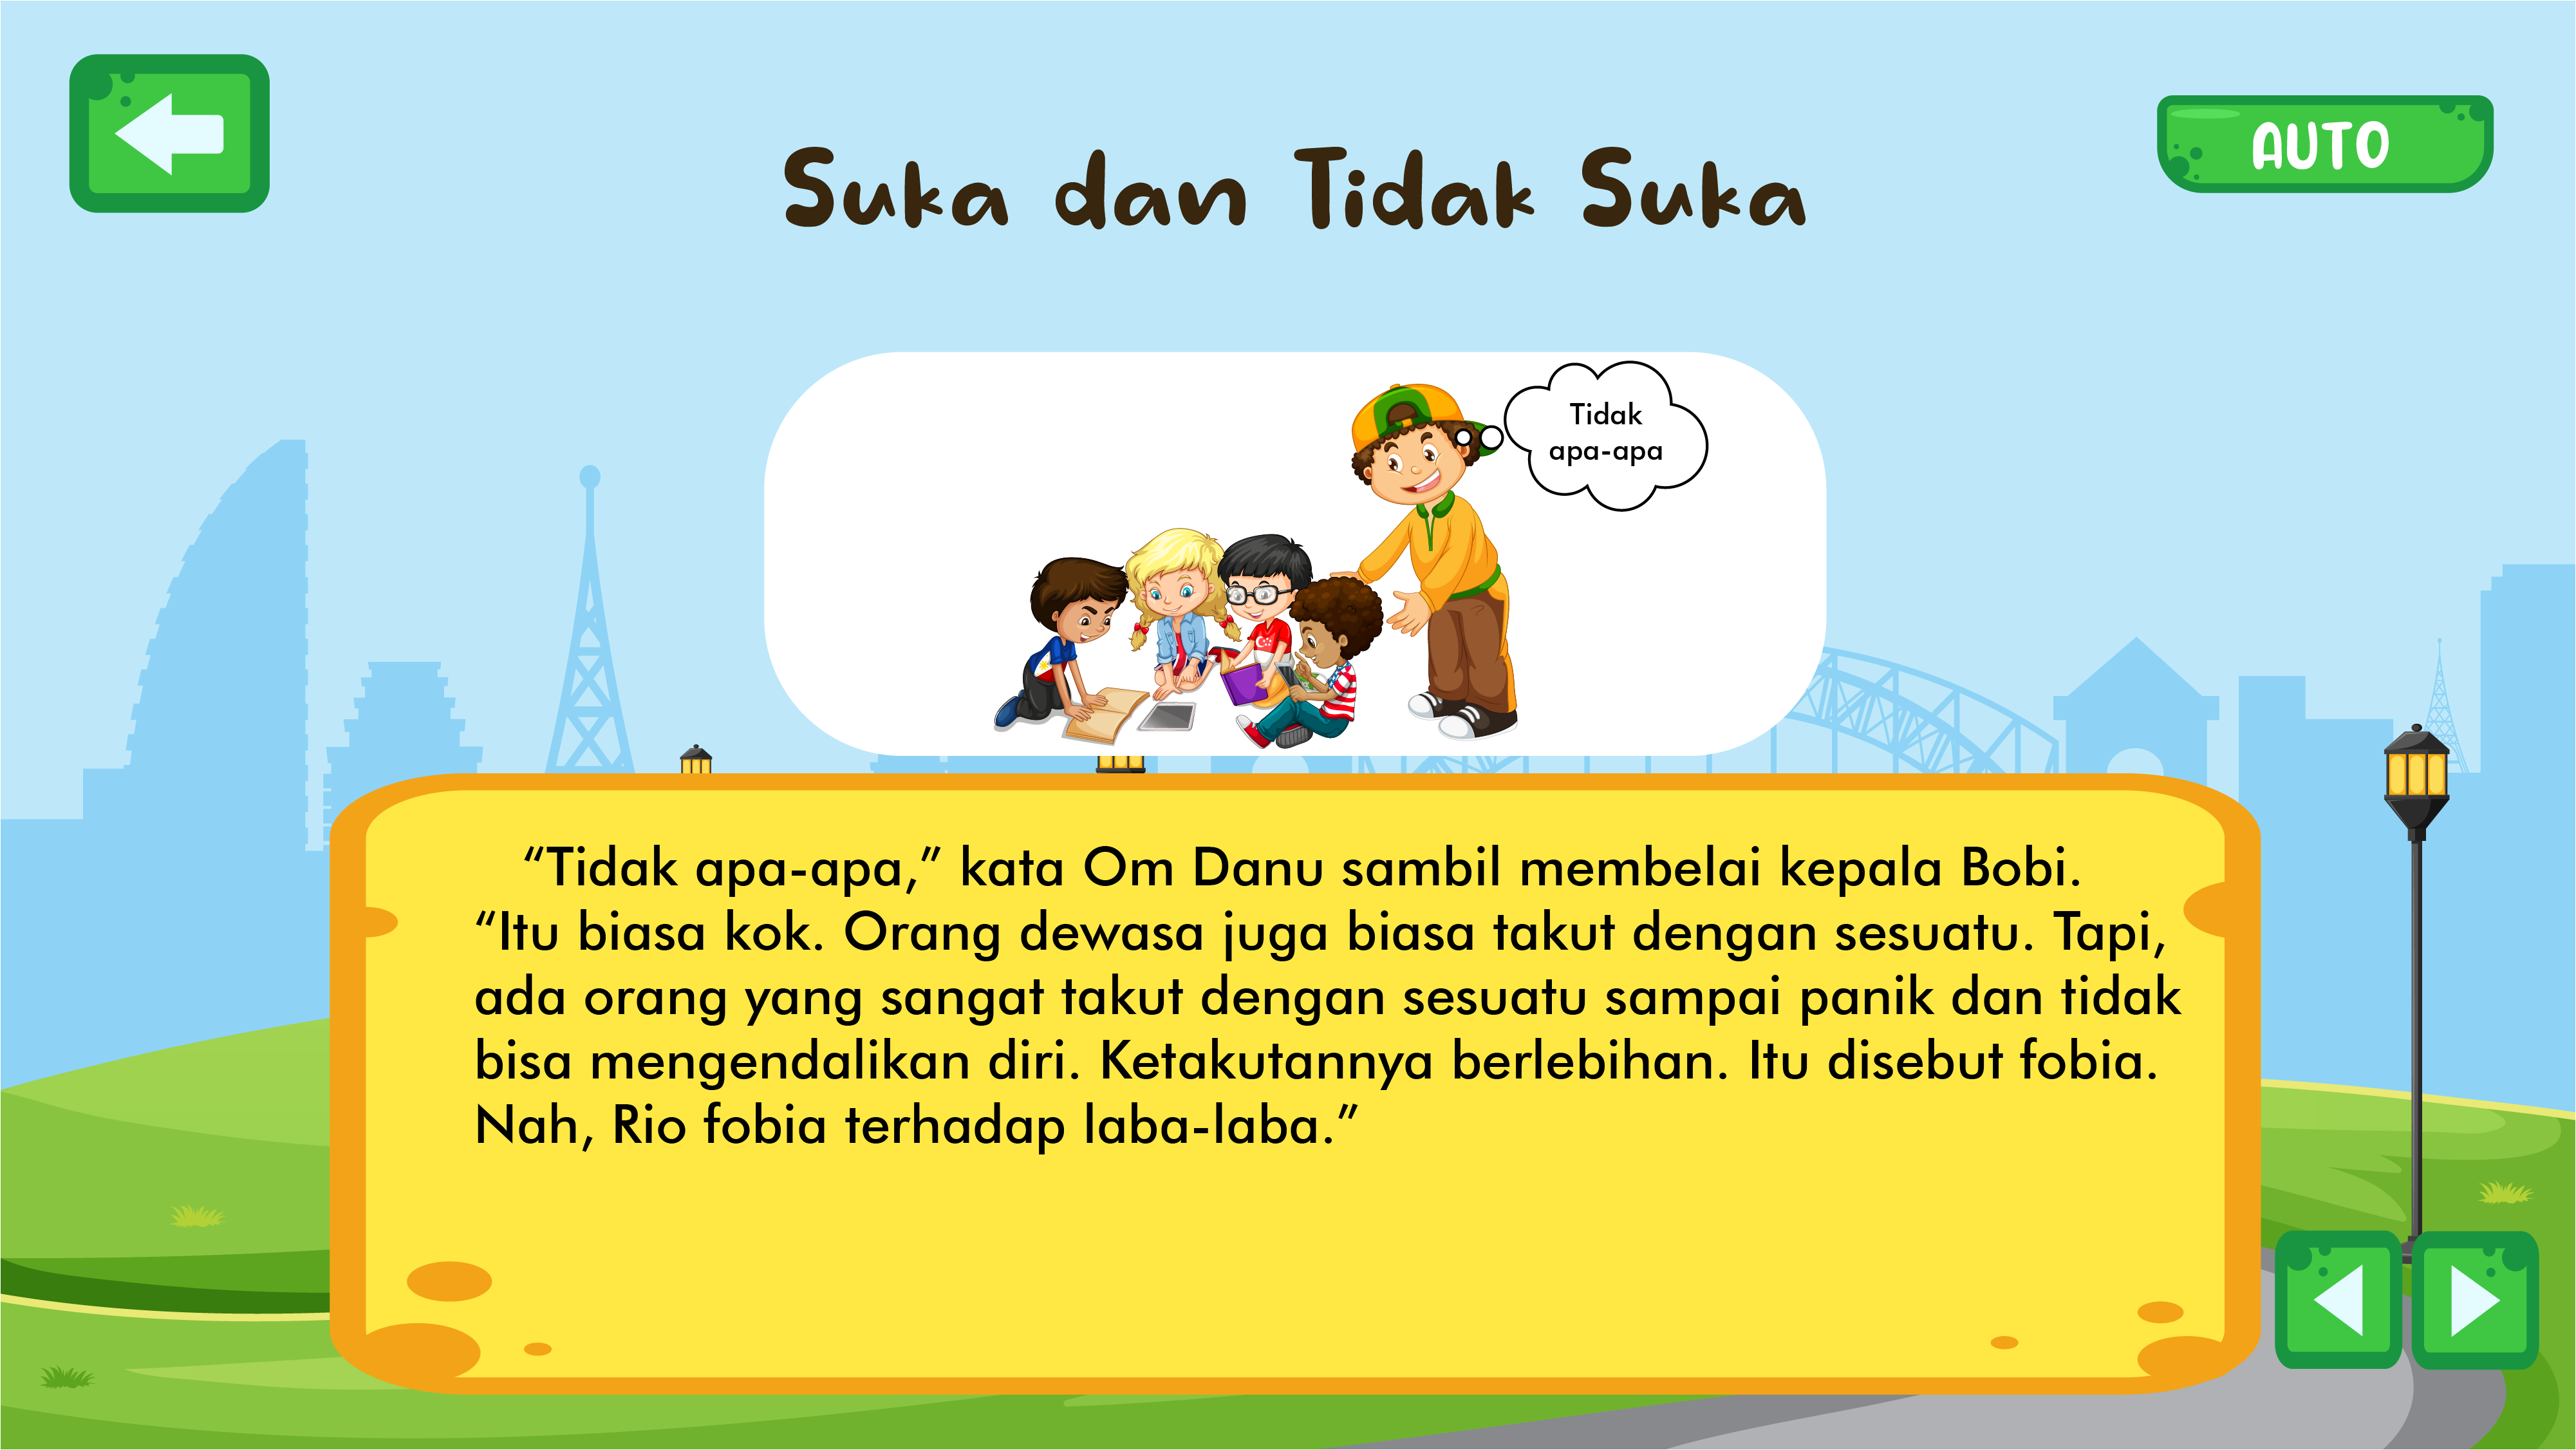 AUTO
Suka dan Tidak Suka
Tidak
apa-apa
“Tidak apa-apa,” kata Om Danu sambil membelai kepala Bobi.
“Itu biasa kok. Orang dewasa juga biasa takut dengan sesuatu. Tapi,
ada orang yang sangat takut dengan sesuatu sampai panik dan tidak
bisa mengendalikan diri. Ketakutannya berlebihan. Itu disebut fobia.
Nah, Rio fobia terhadap laba-laba.”